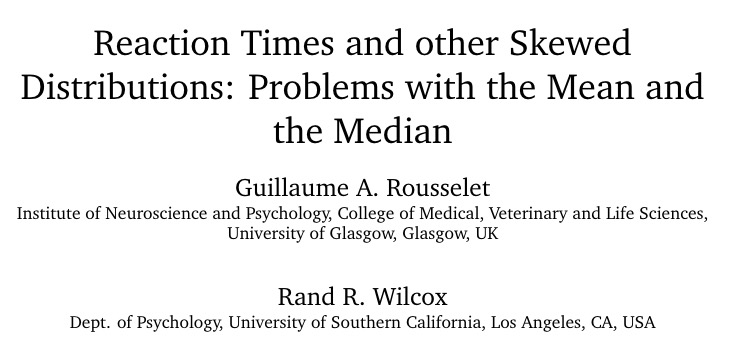 Reaction Times and other Skewed
Distributions: Problems with the Mean and
the Median
Guillaume A. Rousselet
Institute of Neuroscience and Psychology, College of Medical, Veterinary and Life Sciences,
University of Glasgow, Glasgow, UK
Rand R. Wilcox
Dept. of Psychology, University of Southern California, Los Angeles, CA, USA